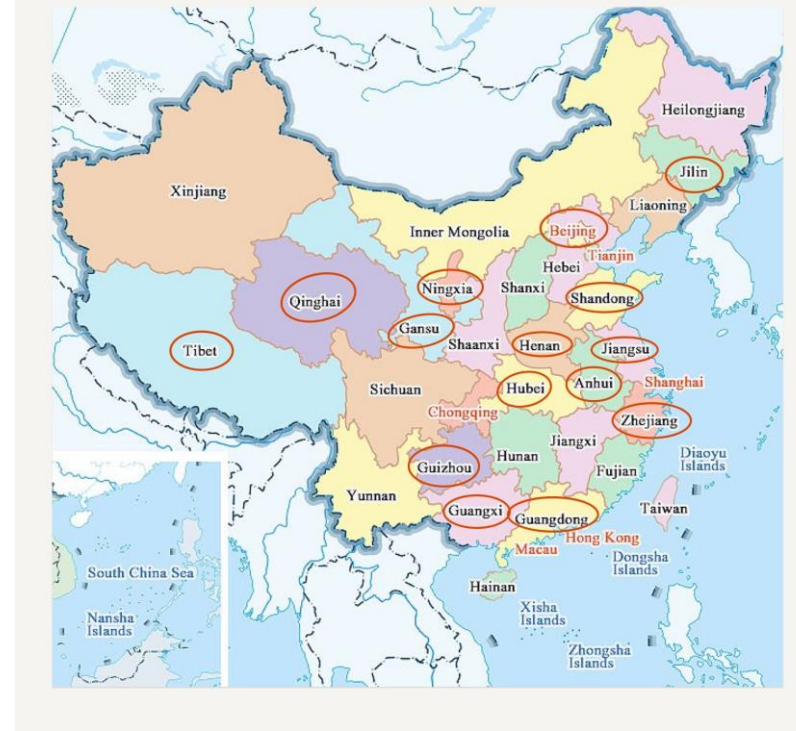 Heilongjiang
Jilin
Xinjiang
Liaoning
Inner Mongolia
Beijing
Tianjin
Hebei
Ningxia
Shanxi
Shandong
Qinghai
Gansu
Shaanxi
Henan
Jiangsu
Tibet
Sichuan
Hubei
Anhui
Shanghai
Chongqing
Zhejiang
Jiangxi
Hunan
Diaoyu
Islands
Guizhou
Fujian
Yunnan
Guangxi
Guangdong
Taiwan
Hong Kong
Macau
Dongsha
Islands
South China Sea
Hainan
Xisha
Islands
Nansha
Islands
Zhongsha
Islands